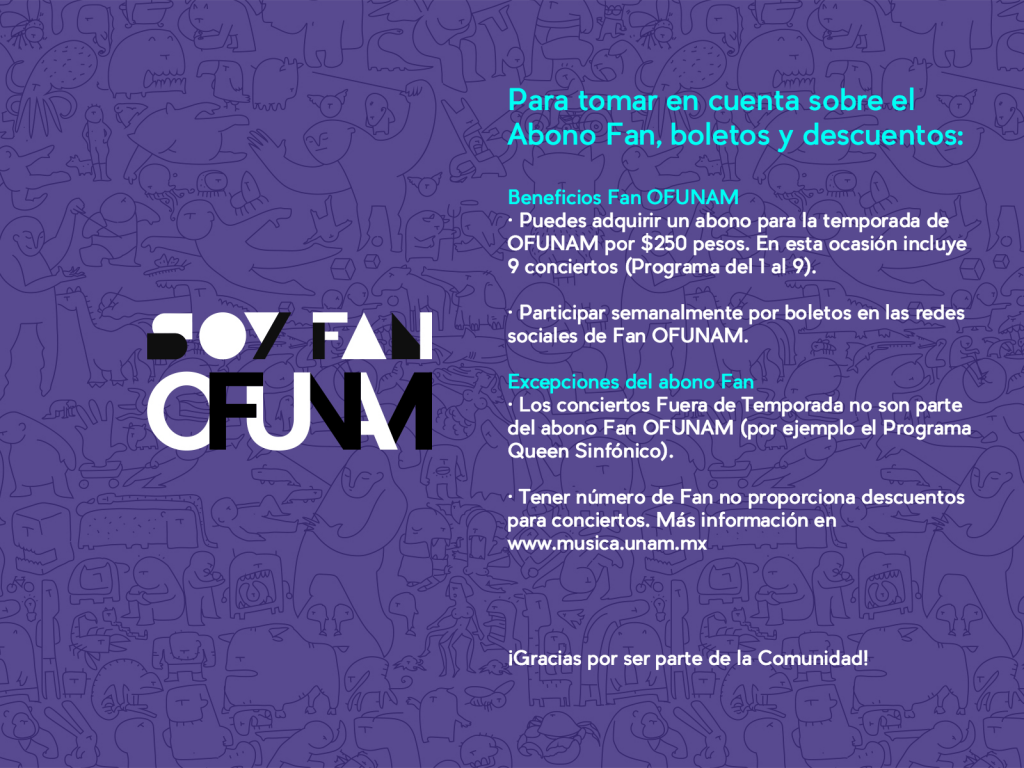 SOY FAN
OFUNAM
Para tomar en cuenta sobre el
Abono Fan, boletos y descuentos:
Beneficios Fan OFUNAM
· Puedes adquirir un abono para la temporada de
OFUNAM por $250 pesos. En esta ocasión incluye
9 conciertos (Programa del 1 al 9).
· Participar semanalmente por boletos en las redes
sociales de Fan OFUNAM.
Excepciones del abono Fan
· Los conciertos Fuera de Temporada no son parte
del abono Fan OFUNAM (por ejemplo el Programa
Queen Sinfónico).
· Tener número de Fan no proporciona descuentos
para conciertos. Más información en
www.musica.unam.mx
¡Gracias por ser parte de la Comunidad!